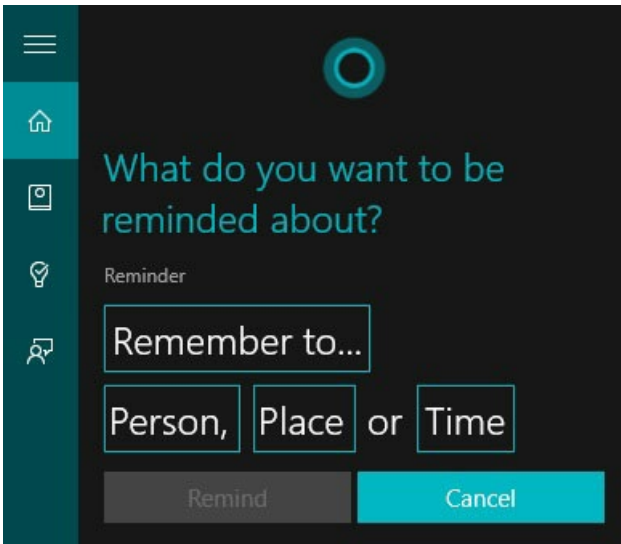 What do you want to be
reminded about?
Reminder
Remember to...
Person, Place or Time
Remind Cancel